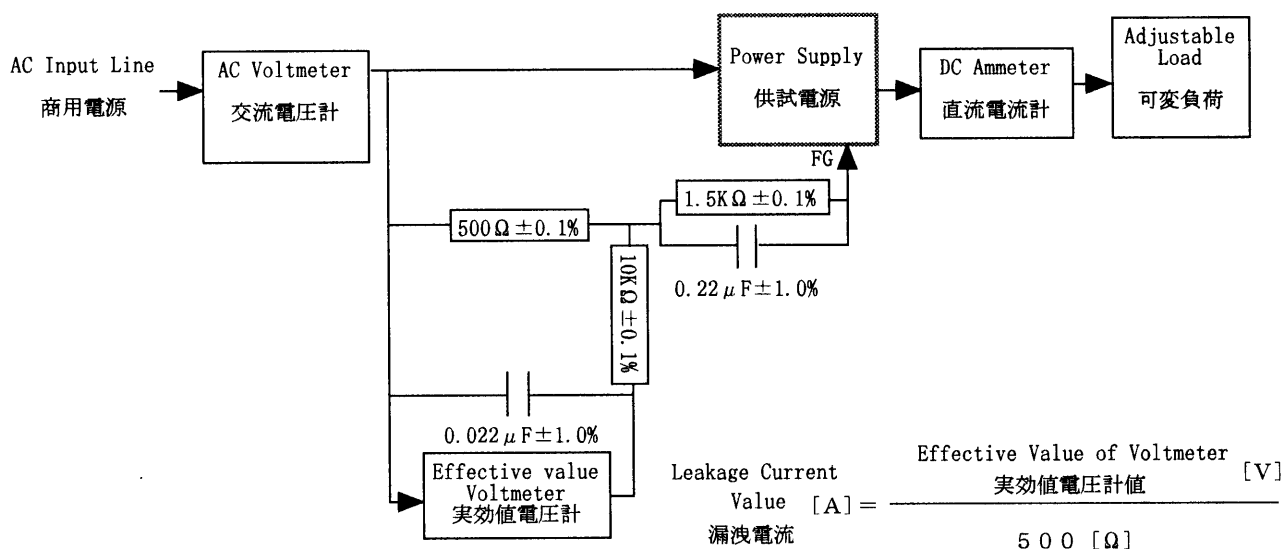 AC Input Line
商用電源
AC Voltmeter
交流電圧計
Power Supply
供試電源
FG
DC Ammeter
直流電流計
Adjustable
Load
可変負荷
500Ω±0.1%
1.5KΩ±0.1%
0.22μF±1.0%
10KΩ±0.1%
0.022μF±1.0%
Effective value
Voltmeter
実効値電圧計
Leakage Current
Value [A]=
漏洩電流
Effective Value of Voltmeter
実効値電圧計値 [V]
500 [Ω]